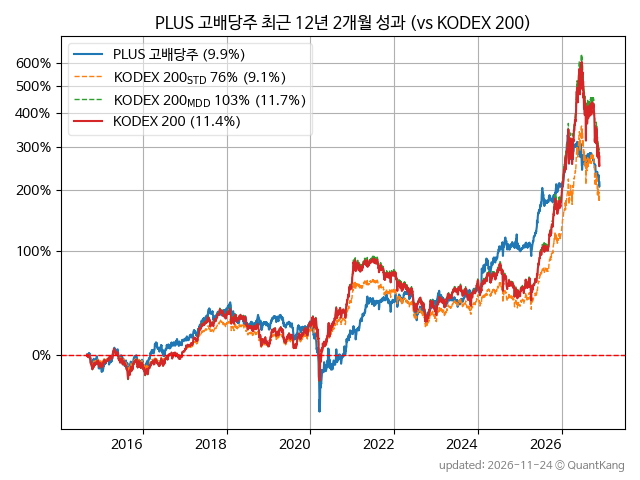 PLUS 고배당주 최근 12년 2개월 성과 (vs KODEX 200)
PLUS 고배당주 (9.9%)
KODEX 200STD 76% (9.1%)
KODEX 200MDD 103% (11.7%)
KODEX 200 (11.4%)
600%
500%
400%
300%
200%
100%
0%
2016 2018 2020 2022 2024 2026
updated: 2026-11-24 © QuantKang